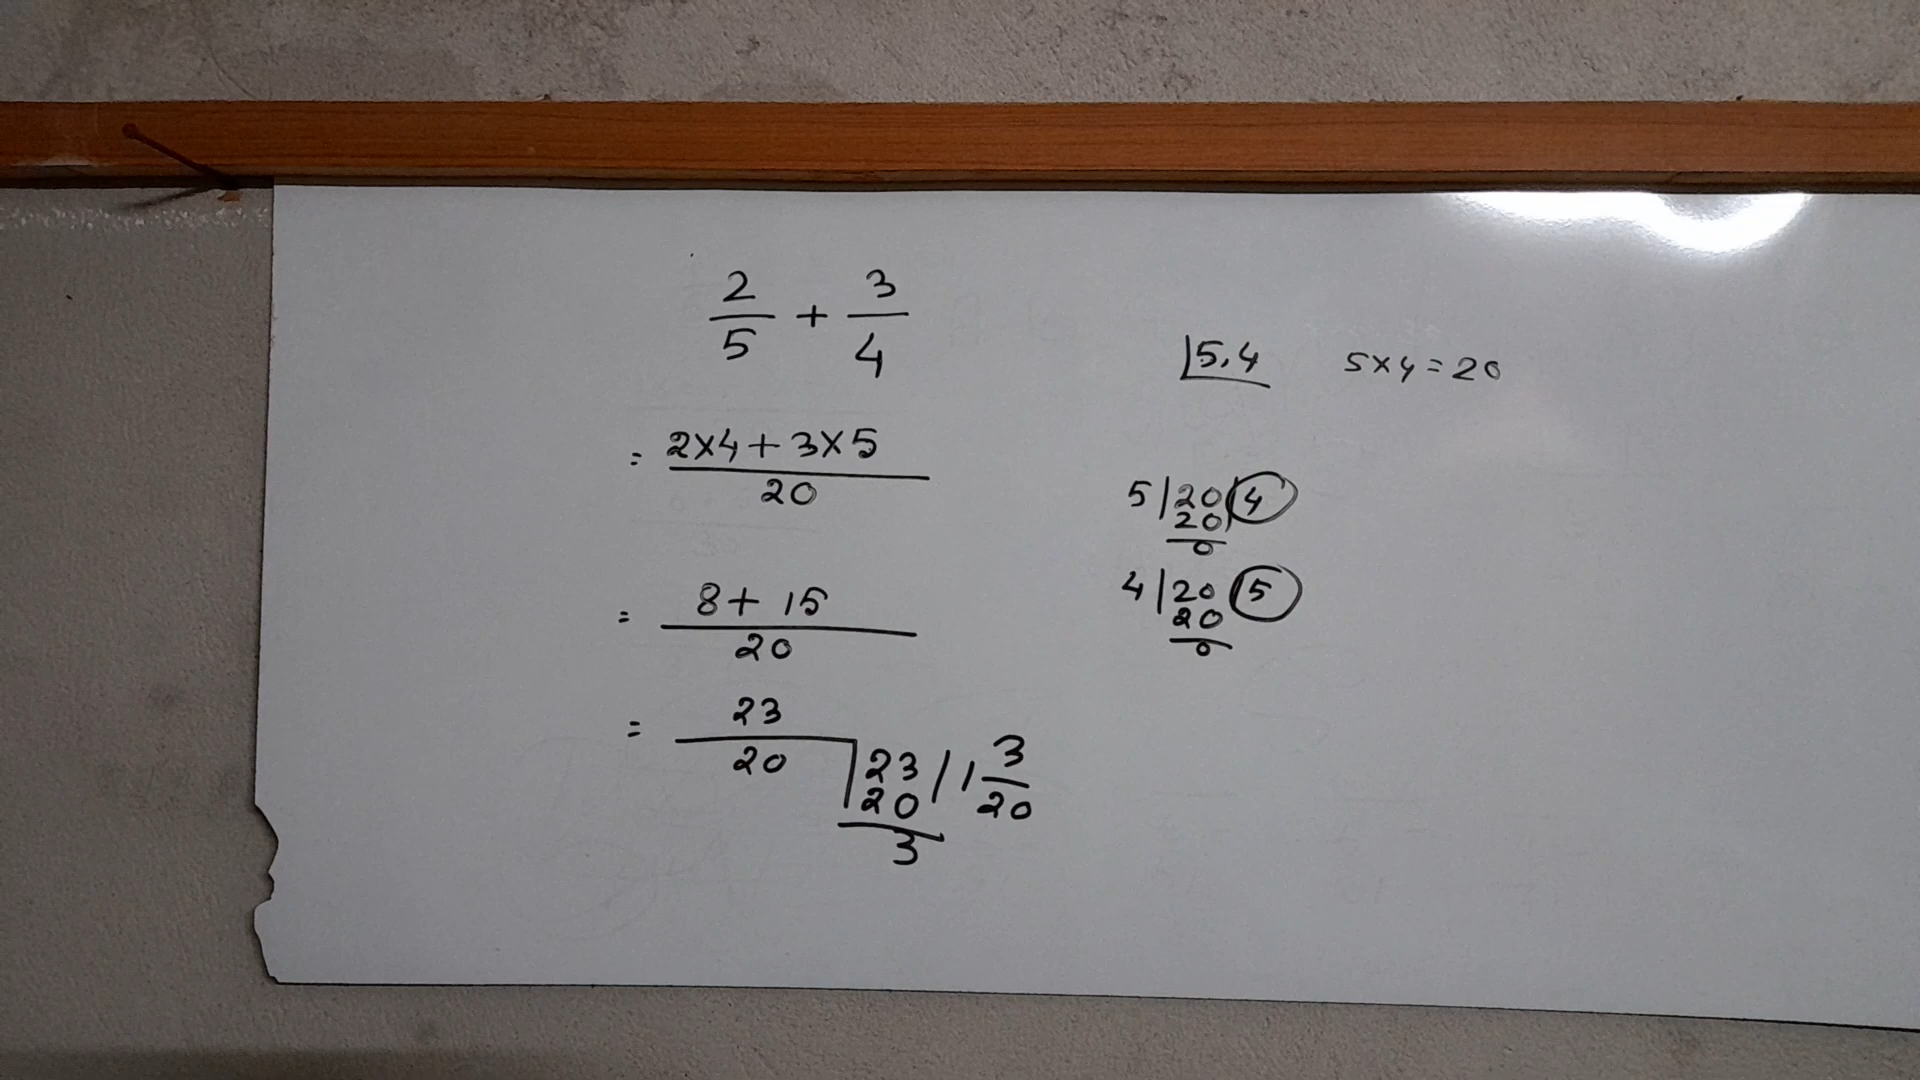 2/5 + 3/4
= 2×4 + 3×5 / 20
= 8 + 15 / 20
= 23 / 20
23 / 1 3/20
20
3
5,4 5×4=20
5 | 20 | 4
20
0
4 | 20 | 5
20
0